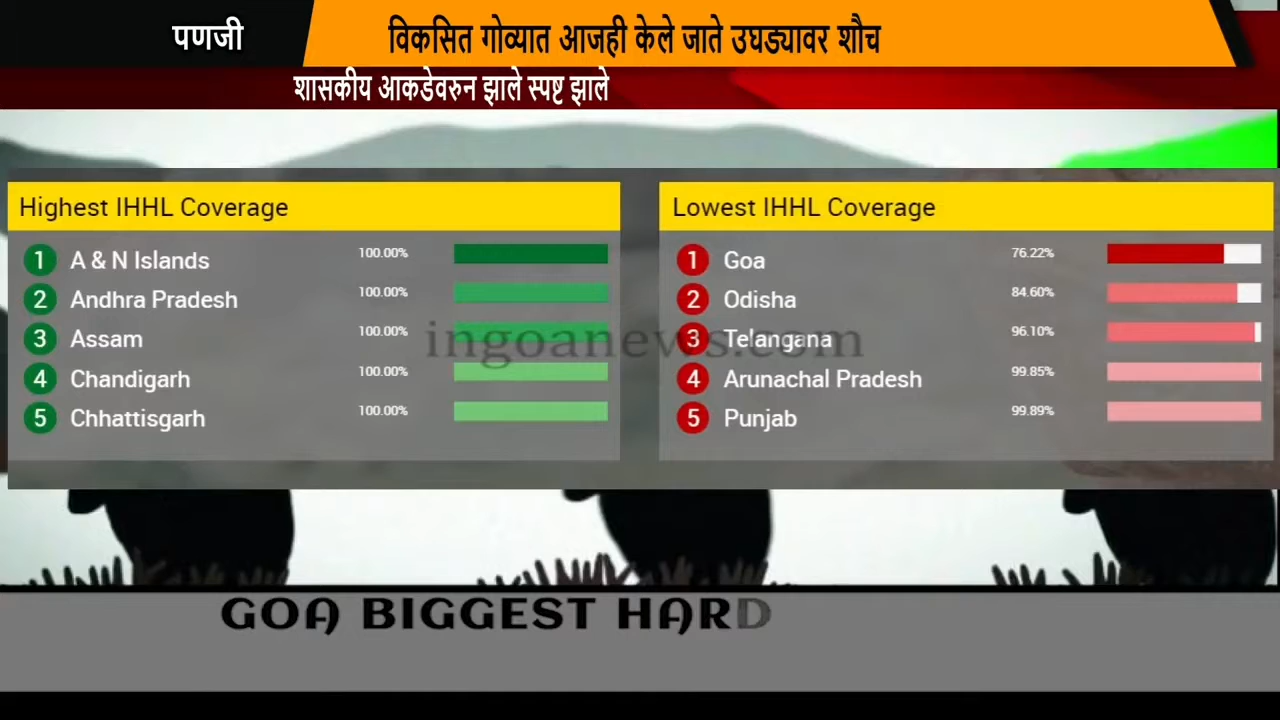 पणजी
विकसित गोव्यात आजही केले जाते उघड्यावर शौच
शासकीय आकडेवरुन झाले स्पष्ट झाले
Highest IHHL Coverage
1 A & N Islands 100.00%
2 Andhra Pradesh 100.00%
3 Assam 100.00%
4 Chandigarh 100.00%
5 Chhattisgarh 100.00%
Lowest IHHL Coverage
1 Goa 76.22%
2 Odisha 84.60%
3 Telangana 96.10%
4 Arunachal Pradesh 99.85%
5 Punjab 99.89%
ingoanews.com
GOA BIGGEST HARD